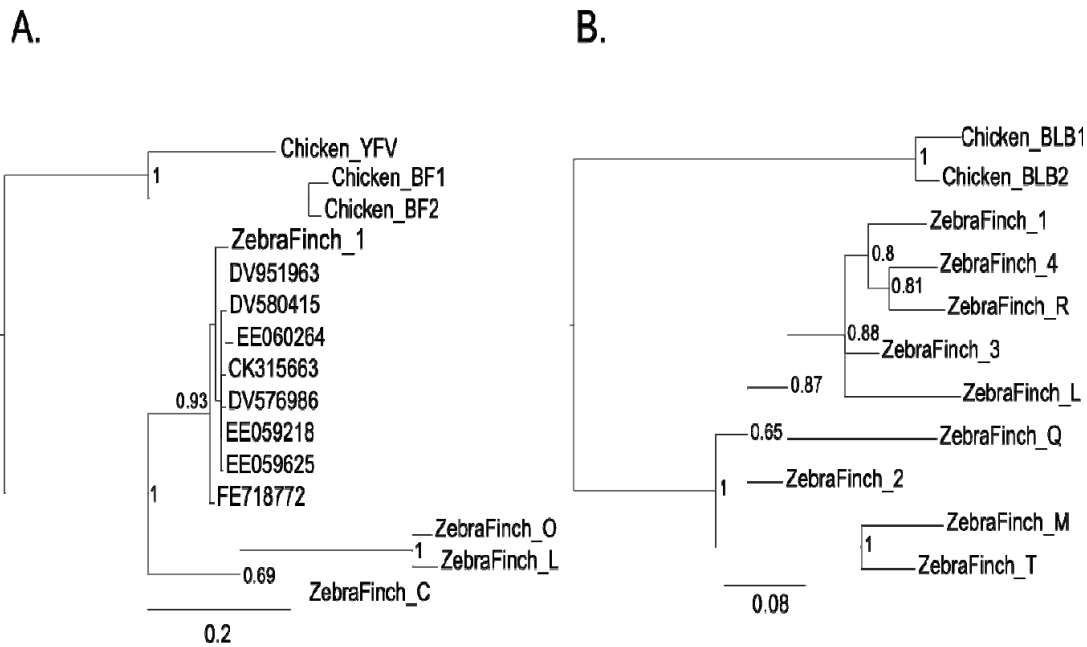 A.
Chicken_YFV
1
Chicken_BF1
Chicken_BF2
ZebraFinch_1
DV951963
DV580415
EE060264
CK315663
0.93
DV576986
EE059218
EE059625
1
FE718772
ZebraFinch_O
1
ZebraFinch_L
0.69
ZebraFinch_C
0.2
B.
Chicken_BLB1
1
Chicken_BLB2
ZebraFinch_1
0.8
ZebraFinch_4
0.81
ZebraFinch_R
0.88
ZebraFinch_3
0.87
ZebraFinch_L
0.65
ZebraFinch_Q
1
ZebraFinch_2
ZebraFinch_M
1
ZebraFinch_T
0.08